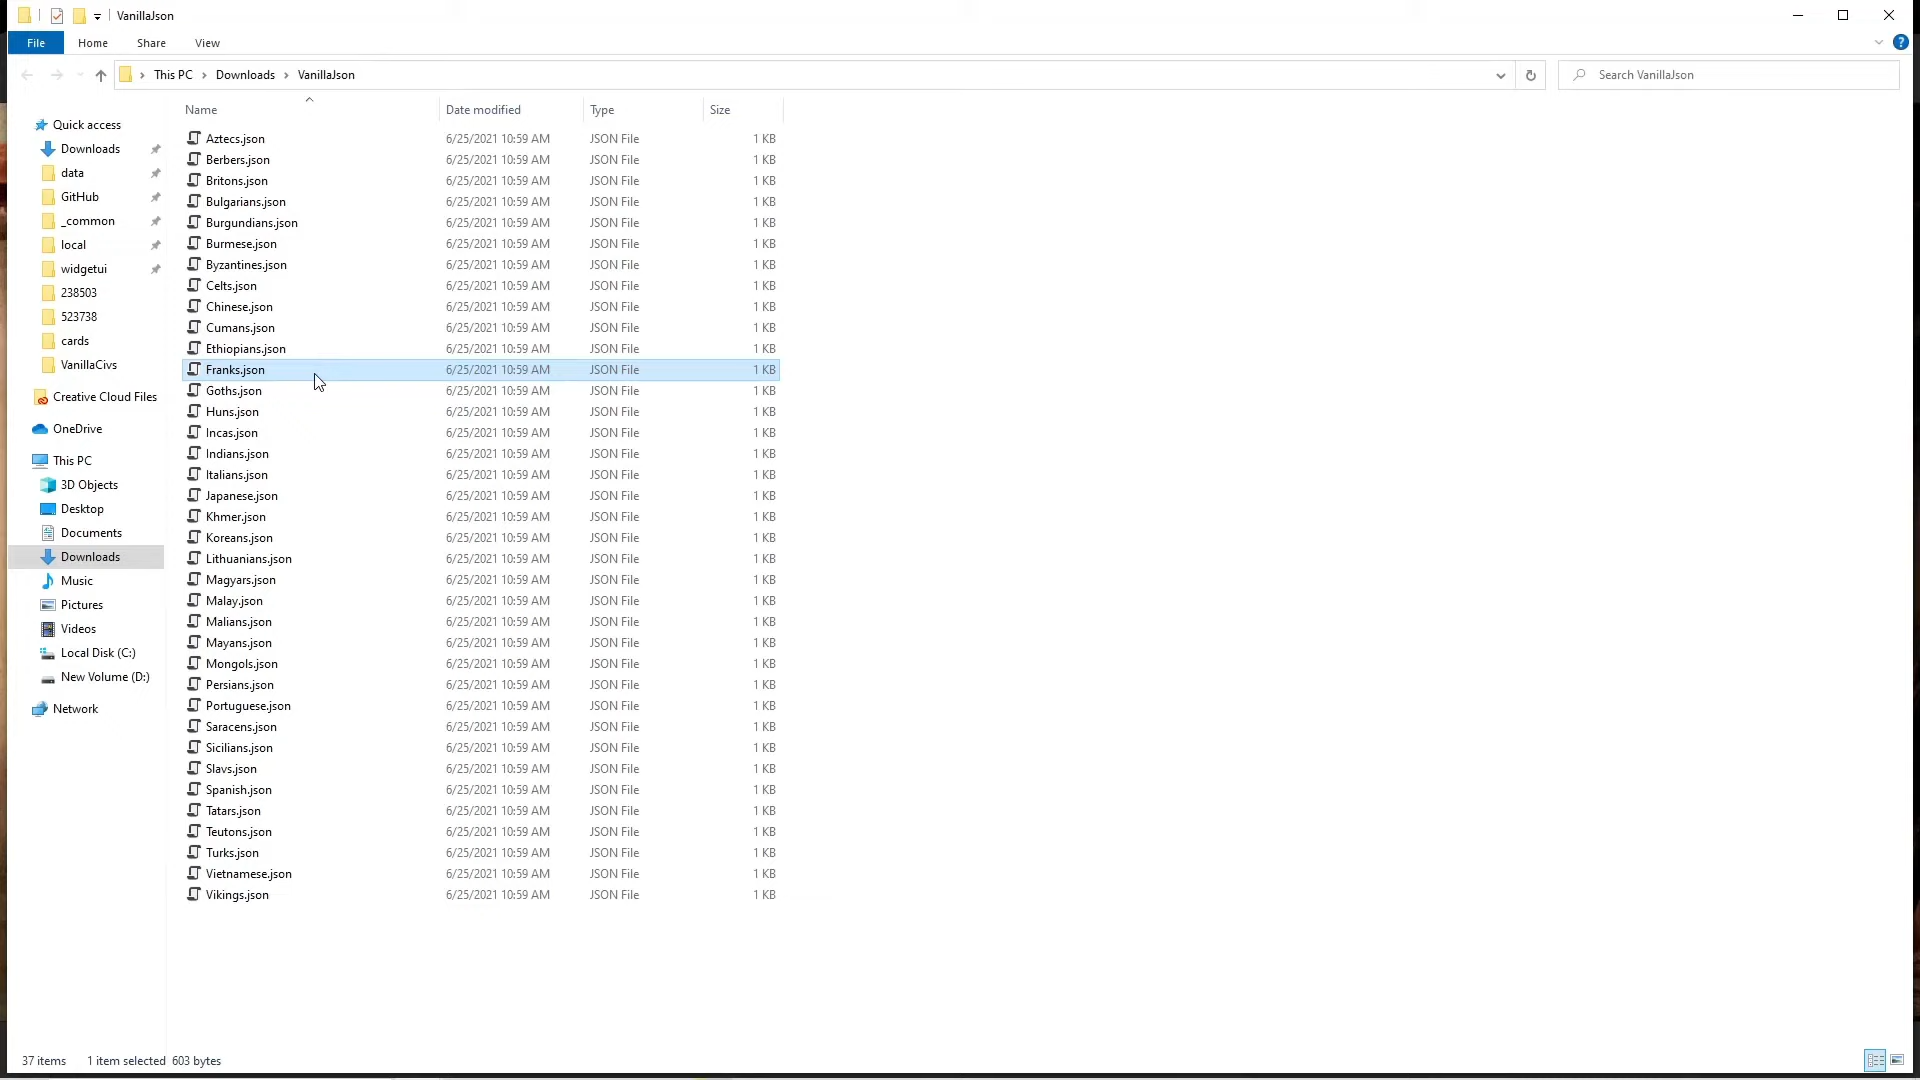 VanillaJson
File Home Share View
This PC Downloads VanillaJson
Search VanillaJson
Name Date modified Type Size
Quick access
Downloads
data
GitHub
_common
local
widgetui
238503
523738
cards
VanillaCivs
Creative Cloud Files
OneDrive
This PC
3D Objects
Desktop
Documents
Downloads
Music
Pictures
Videos
Local Disk (C:)
New Volume (D:)
Network
Aztecs.json 6/25/2021 10:59 AM JSON File 1 KB
Berbers.json 6/25/2021 10:59 AM JSON File 1 KB
Britons.json 6/25/2021 10:59 AM JSON File 1 KB
Bulgarians.json 6/25/2021 10:59 AM JSON File 1 KB
Burgundians.json 6/25/2021 10:59 AM JSON File 1 KB
Burmese.json 6/25/2021 10:59 AM JSON File 1 KB
Byzantines.json 6/25/2021 10:59 AM JSON File 1 KB
Celts.json 6/25/2021 10:59 AM JSON File 1 KB
Chinese.json 6/25/2021 10:59 AM JSON File 1 KB
Cumans.json 6/25/2021 10:59 AM JSON File 1 KB
Ethiopians.json 6/25/2021 10:59 AM JSON File 1 KB
Franks.json 6/25/2021 10:59 AM JSON File 1 KB
Goths.json 6/25/2021 10:59 AM JSON File 1 KB
Huns.json 6/25/2021 10:59 AM JSON File 1 KB
Incas.json 6/25/2021 10:59 AM JSON File 1 KB
Indians.json 6/25/2021 10:59 AM JSON File 1 KB
Italians.json 6/25/2021 10:59 AM JSON File 1 KB
Japanese.json 6/25/2021 10:59 AM JSON File 1 KB
Khmer.json 6/25/2021 10:59 AM JSON File 1 KB
Koreans.json 6/25/2021 10:59 AM JSON File 1 KB
Lithuanians.json 6/25/2021 10:59 AM JSON File 1 KB
Magyars.json 6/25/2021 10:59 AM JSON File 1 KB
Malay.json 6/25/2021 10:59 AM JSON File 1 KB
Malians.json 6/25/2021 10:59 AM JSON File 1 KB
Mayans.json 6/25/2021 10:59 AM JSON File 1 KB
Mongols.json 6/25/2021 10:59 AM JSON File 1 KB
Persians.json 6/25/2021 10:59 AM JSON File 1 KB
Portuguese.json 6/25/2021 10:59 AM JSON File 1 KB
Saracens.json 6/25/2021 10:59 AM JSON File 1 KB
Sicilians.json 6/25/2021 10:59 AM JSON File 1 KB
Slavs.json 6/25/2021 10:59 AM JSON File 1 KB
Spanish.json 6/25/2021 10:59 AM JSON File 1 KB
Tatars.json 6/25/2021 10:59 AM JSON File 1 KB
Teutons.json 6/25/2021 10:59 AM JSON File 1 KB
Turks.json 6/25/2021 10:59 AM JSON File 1 KB
Vietnamese.json 6/25/2021 10:59 AM JSON File 1 KB
Vikings.json 6/25/2021 10:59 AM JSON File 1 KB
37 items 1 item selected 603 bytes